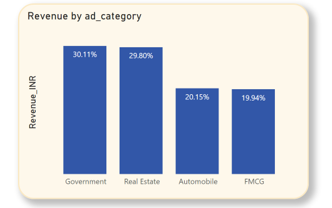 Revenue by ad_category
Revenue_INR
30.11%
29.80%
20.15%
19.94%
Government
Real Estate
Automobile
FMCG